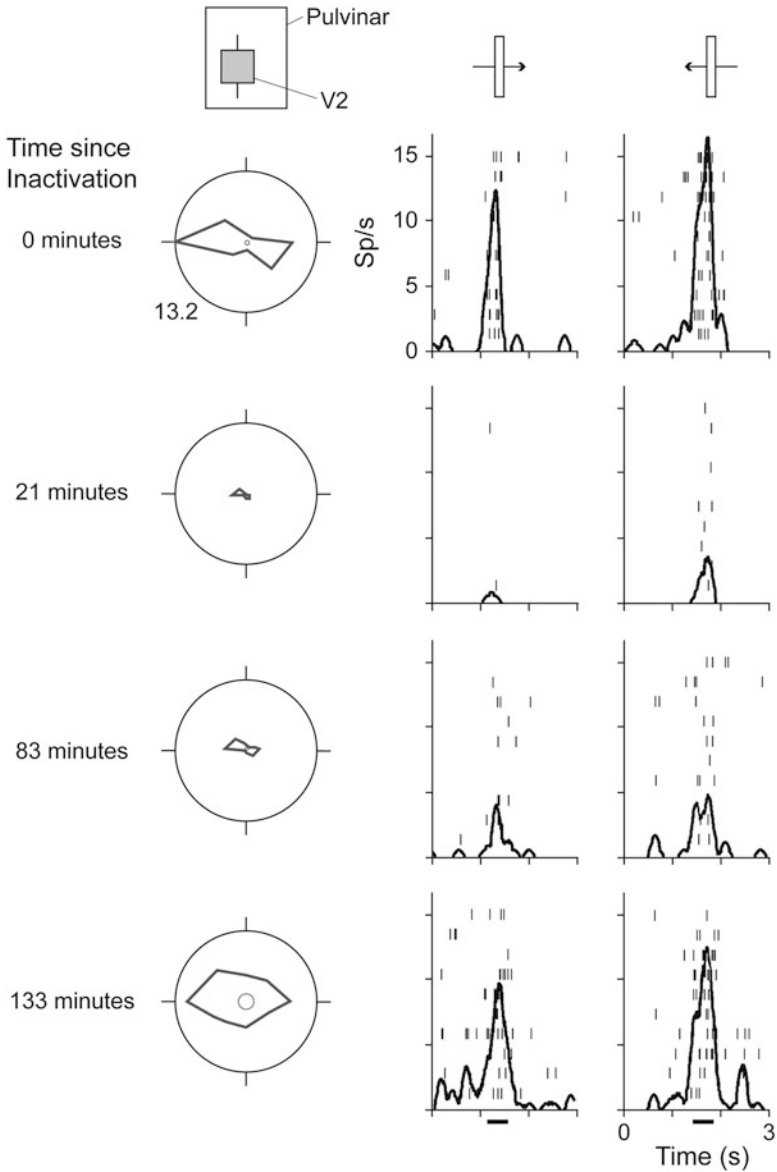 Pulvinar
V2
Time since
Inactivation
0 minutes
13.2
Sp/s
15
10
5
0
21 minutes
83 minutes
133 minutes
0
3
Time (s)